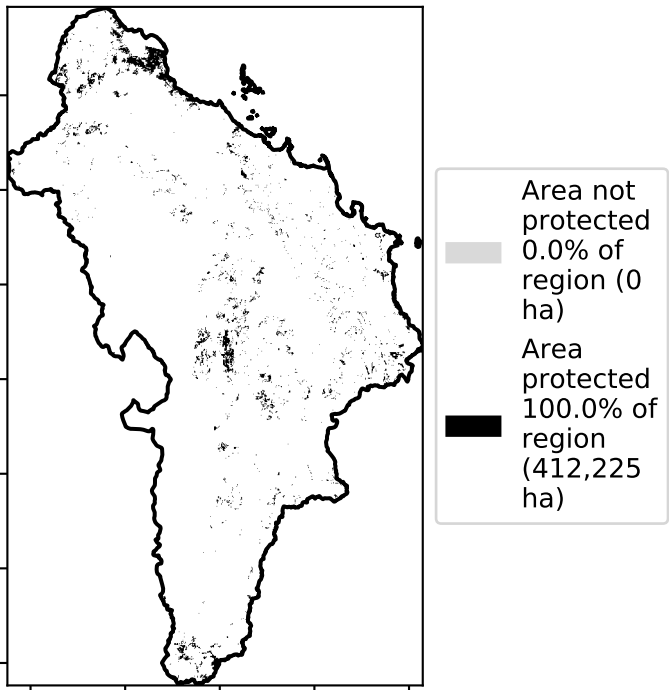 Area not
protected
0.0% of
region (0
ha)
Area
protected
100.0% of
region
(412,225
ha)